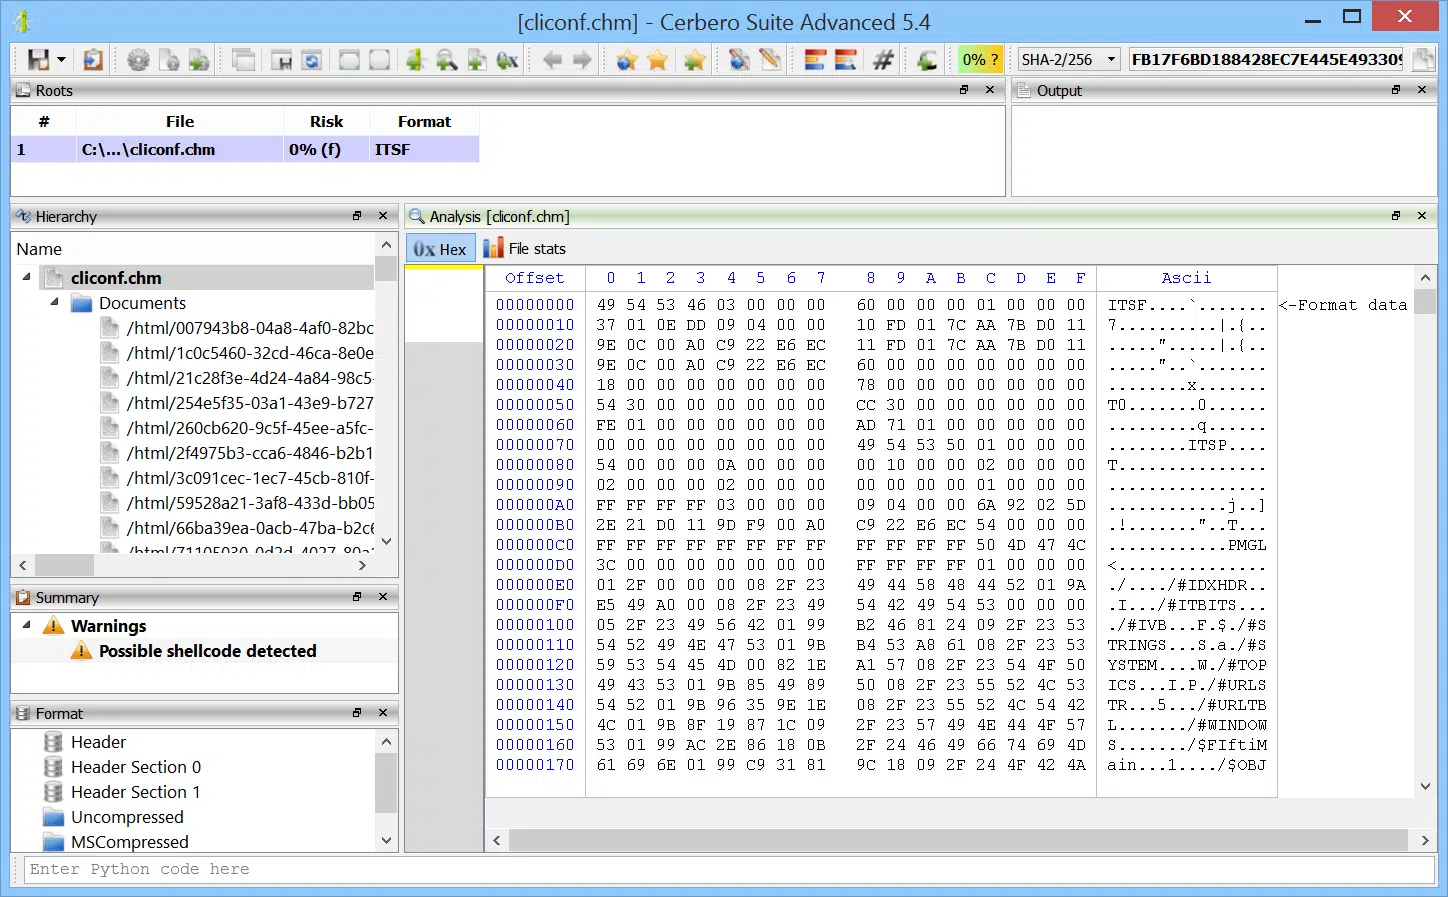 [cliconf.chm] - Cerbero Suite Advanced 5.4
0% ?
SHA-2/256
FB17F6BD188428EC7E445E49330
Roots
Output
# File Risk Format
1 C:\...\cliconf.chm 0% (f) ITSF
Hierarchy
Name
cliconf.chm
Documents
/html/007943b8-04a8-4af0-82bc
/html/1c0c5460-32cd-46ca-8e0e
/html/21c28f3e-4d24-4a84-98c5-
/html/254e5f35-03a1-43e9-b727
/html/260cb620-9c5f-45ee-a5fc-
/html/2f4975b3-cca6-4846-b2b1
/html/3c091cec-1ec7-45cb-810f-
/html/59528a21-3af8-433d-bb05
/html/66ba39ea-0acb-47ba-b2c6
Summary
Warnings
Possible shellcode detected
Format
Header
Header Section 0
Header Section 1
Uncompressed
MSCompressed
Analysis [cliconf.chm]
0x Hex File stats
Offset 0 1 2 3 4 5 6 7 8 9 A B C D E F Ascii
00000000 49 54 53 46 03 00 00 00 60 00 00 00 01 00 00 00 ITSF....`....... <-Format data
00000010 37 01 0E DD 09 04 00 00 10 FD 01 7C AA 7B D0 11 7..........|.{..
00000020 9E 0C 00 A0 C9 22 E6 EC 11 FD 01 7C AA 7B D0 11 .....".....|.{..
00000030 9E 0C 00 A0 C9 22 E6 EC 60 00 00 00 00 00 00 00 ....."..`.......
00000040 18 00 00 00 00 00 00 00 78 00 00 00 00 00 00 00 ........x.......
00000050 54 30 00 00 00 00 00 00 CC 30 00 00 00 00 00 00 T0.......0......
00000060 FE 01 00 00 00 00 00 00 AD 71 01 00 00 00 00 00 .........q......
00000070 00 00 00 00 00 00 00 00 49 54 53 50 01 00 00 00 ........ITSP....
00000080 54 00 00 00 0A 00 00 00 00 10 00 00 02 00 00 00 T...............
00000090 02 00 00 00 02 00 00 00 00 00 00 00 01 00 00 00 ................
000000A0 FF FF FF FF 03 00 00 00 09 04 00 00 6A 92 02 5D ............j..]
000000B0 2E 21 D0 11 9D F9 00 A0 C9 22 E6 EC 54 00 00 00 .!......."..T...
000000C0 FF FF FF FF FF FF FF FF FF FF FF FF 50 4D 47 4C ............PMGL
000000D0 3C 00 00 00 00 00 00 00 FF FF FF FF 01 00 00 00 <...............
000000E0 01 2F 00 00 00 08 2F 23 49 44 58 48 44 52 01 9A ./..../#IDXHDR..
000000F0 E5 49 A0 00 08 2F 23 49 54 42 49 54 53 00 00 00 .I.../#ITBITS...
00000100 05 2F 23 49 56 42 01 99 B2 46 81 24 09 2F 23 53 ./#IVB...F.$./#S
00000110 54 52 49 4E 47 53 01 9B B4 53 A8 61 08 2F 23 53 TRINGS...S.a./#S
00000120 59 53 54 45 4D 00 82 1E A1 57 08 2F 23 54 4F 50 YSTEM....W./#TOP
00000130 49 43 53 01 9B 85 49 89 50 08 2F 23 55 52 4C 53 ICS...I.P./#URLS
00000140 54 52 01 9B 96 35 9E 1E 08 2F 23 55 52 4C 54 42 TR...5.../#URLTB
00000150 4C 01 9B 8F 19 87 1C 09 2F 23 57 49 4E 44 4F 57 L......./#WINDOW
00000160 53 01 99 AC 2E 86 18 0B 2F 24 46 49 66 74 69 4D S......./$FIftiM
00000170 61 69 6E 01 99 C9 31 81 9C 18 09 2F 24 4F 42 4A ain...1..../$OBJ
Enter Python code here